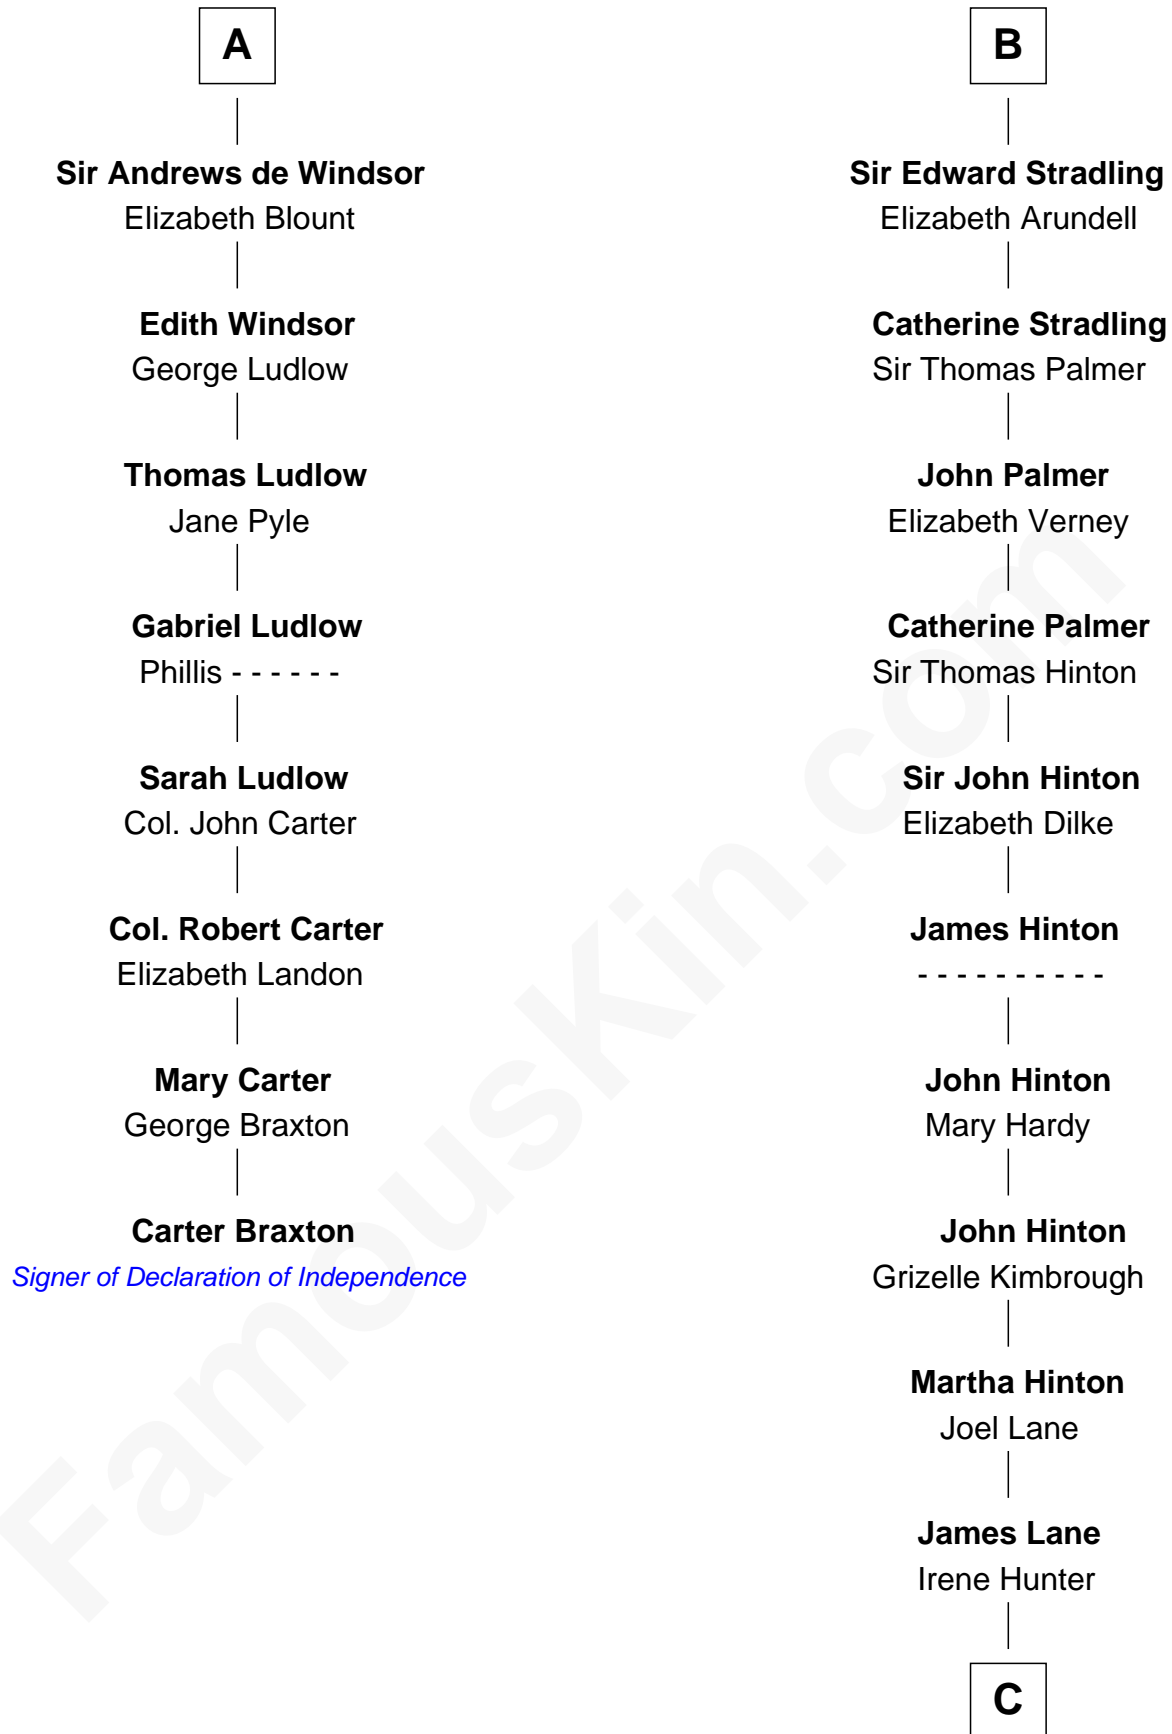 A
Sir Andrews de Windsor
Elizabeth Blount
Edith Windsor
George Ludlow
Thomas Ludlow
Jane Pyle
Gabriel Ludlow
Phillis - - - - - -
Sarah Ludlow
Col. John Carter
Col. Robert Carter
Elizabeth Landon
Mary Carter
George Braxton
Carter Braxton
Signer of Declaration of Independence
B
Sir Edward Stradling
Elizabeth Arundell
Catherine Stradling
Sir Thomas Palmer
John Palmer
Elizabeth Verney
Catherine Palmer
Sir Thomas Hinton
Sir John Hinton
Elizabeth Dilke
James Hinton
- - - - - - - - - -
John Hinton
Mary Hardy
John Hinton
Grizelle Kimbrough
Martha Hinton
Joel Lane
James Lane
Irene Hunter
C
FamousKin.com